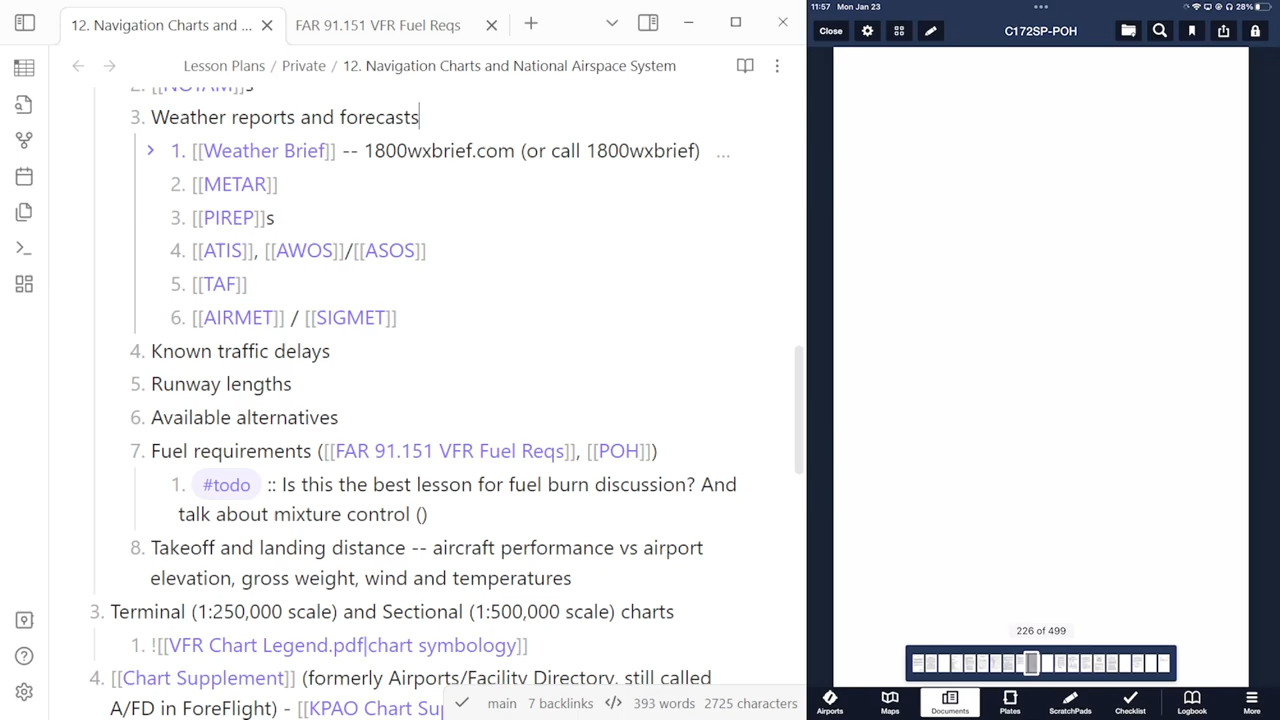 12. Navigation Charts and ...
FAR 91.151 VFR Fuel Reqs
Lesson Plans / Private / 12. Navigation Charts and National Airspace System
2. [[NOTAM]]s
3. Weather reports and forecasts
1. [[Weather Brief]] -- 1800wxbrief.com (or call 1800wxbrief) ...
2. [[METAR]]
3. [[PIREP]]s
4. [[ATIS]], [[AWOS]]/[[ASOS]]
5. [[TAF]]
6. [[AIRMET]] / [[SIGMET]]
4. Known traffic delays
5. Runway lengths
6. Available alternatives
7. Fuel requirements ([[FAR 91.151 VFR Fuel Reqs]], [[POH]])
1. #todo :: Is this the best lesson for fuel burn discussion? And
talk about mixture control ()
8. Takeoff and landing distance -- aircraft performance vs airport
elevation, gross weight, wind and temperatures
3. Terminal (1:250,000 scale) and Sectional (1:500,000 scale) charts
1. ![[VFR Chart Legend.pdf|chart symbology]]
4. [[Chart Supplement]] (formerly Airports/Facility Directory, still called
A/FD in ForeFlight) - [[KPAO Chart Su
main 7 backlinks 393 words 2725 characters
11:57 Mon Jan 23
28%
Close
C172SP-POH
226 of 499
Airports
Maps
Documents
Plates
ScratchPads
Checklist
Logbook
More